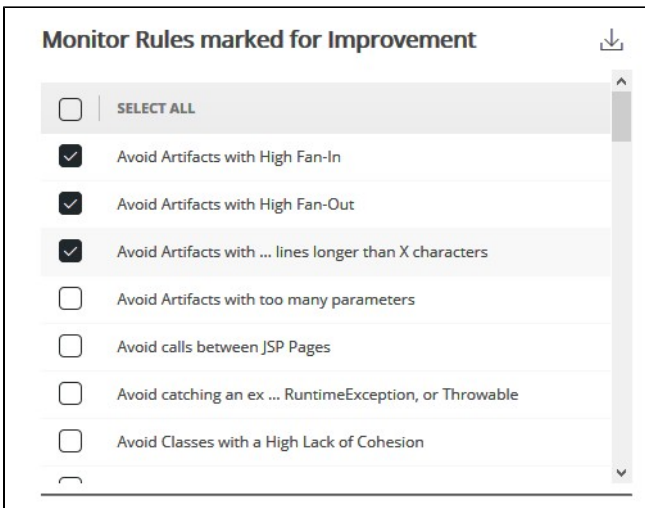 Monitor Rules marked for Improvement
SELECT ALL
Avoid Artifacts with High Fan-In
Avoid Artifacts with High Fan-Out
Avoid Artifacts with ... lines longer than X characters
Avoid Artifacts with too many parameters
Avoid calls between JSP Pages
Avoid catching an ex ... RuntimeException, or Throwable
Avoid Classes with a High Lack of Cohesion